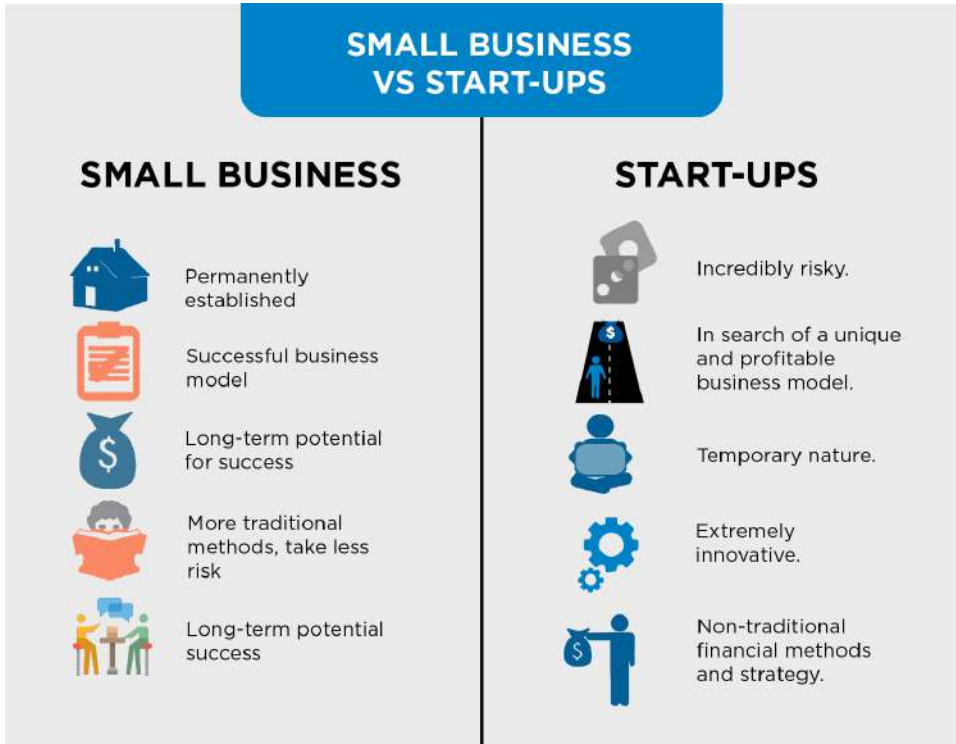 SMALL BUSINESS
VS START-UPS
SMALL BUSINESS
Permanently
established
Successful business
model
$
Long-term potential
for success
More traditional
methods, take less
risk
Long-term potential
success
START-UPS
Incredibly risky.
$
In search of a unique
and profitable
business model.
Temporary nature.
Extremely
innovative.
$
Non-traditional
financial methods
and strategy.